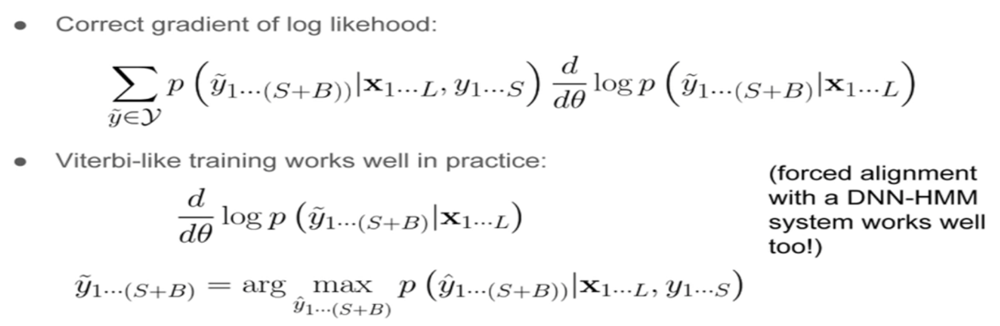 • Correct gradient of log likelihood:
$\sum_{\tilde{y} \in \mathcal{Y}} p\left(\tilde{y}_{1 \cdots (S+B))} | \mathbf{x}_{1 \cdots L}, y_{1 \cdots S}\right) \frac{d}{d\theta} \log p\left(\tilde{y}_{1 \cdots (S+B)} | \mathbf{x}_{1 \cdots L}\right)$
• Viterbi-like training works well in practice:
$\frac{d}{d\theta} \log p\left(\tilde{y}_{1 \cdots (S+B)} | \mathbf{x}_{1 \cdots L}\right)$
(forced alignment
with a DNN-HMM
system works well
too!)
$\tilde{y}_{1 \cdots (S+B)} = \arg \max_{\hat{y}_{1 \cdots (S+B)}} p\left(\hat{y}_{1 \cdots (S+B))} | \mathbf{x}_{1 \cdots L}, y_{1 \cdots S}\right)$